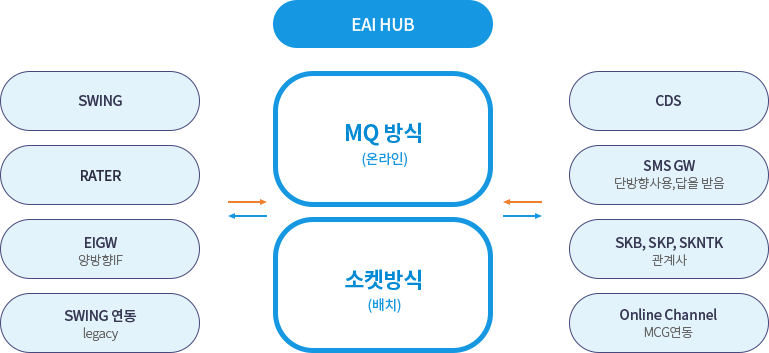 EAI HUB
SWING
RATER
EIGW
양방향IF
SWING 연동
legacy
MQ 방식
(온라인)
소켓방식
(배치)
CDS
SMS GW
단방향사용,답을 받음
SKB, SKP, SKNTK
관계사
Online Channel
MCG연동